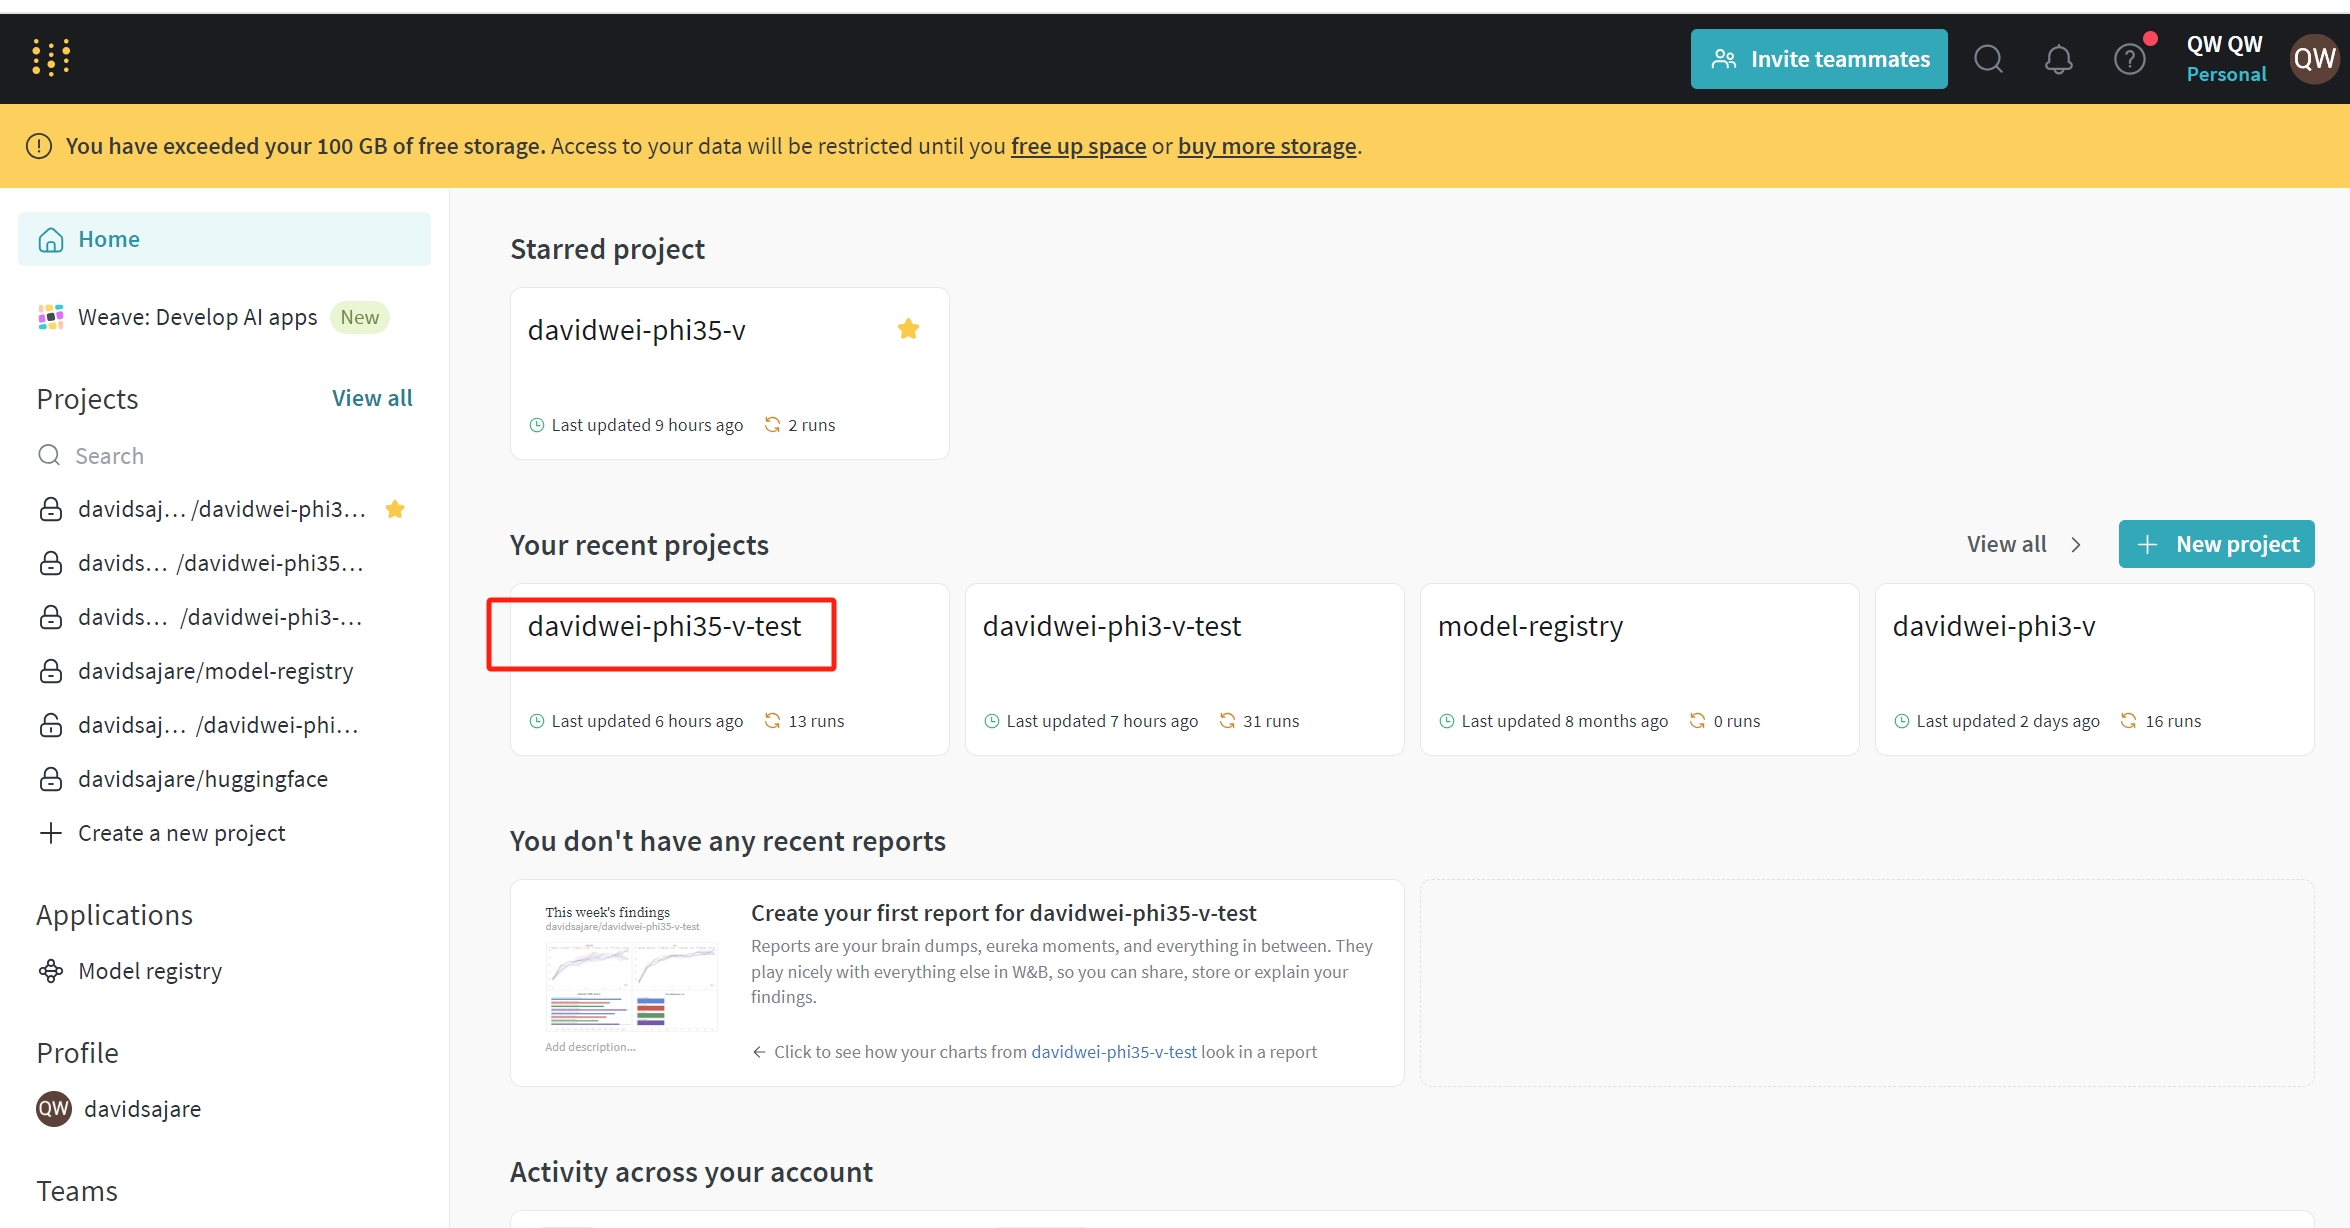 Invite teammates
QW QW
Personal
QW
You have exceeded your 100 GB of free storage. Access to your data will be restricted until you free up space or buy more storage.
Home
Weave: Develop AI apps New
Projects View all
Search
davidsaj... /davidwei-phi3...
davids... /davidwei-phi35...
davids... /davidwei-phi3-...
davidsajare/model-registry
davidsaj... /davidwei-phi...
davidsajare/huggingface
Create a new project
Applications
Model registry
Profile
QW davidsajare
Teams
Starred project
davidwei-phi35-v
Last updated 9 hours ago 2 runs
Your recent projects View all New project
davidwei-phi35-v-test
Last updated 6 hours ago 13 runs
davidwei-phi3-v-test
Last updated 7 hours ago 31 runs
model-registry
Last updated 8 months ago 0 runs
davidwei-phi3-v
Last updated 2 days ago 16 runs
You don't have any recent reports
This week's findings
davidsajare/davidwei-phi35-v-test
Add description...
Create your first report for davidwei-phi35-v-test
Reports are your brain dumps, eureka moments, and everything in between. They
play nicely with everything else in W&B, so you can share, store or explain your
findings.
Click to see how your charts from davidwei-phi35-v-test look in a report
Activity across your account